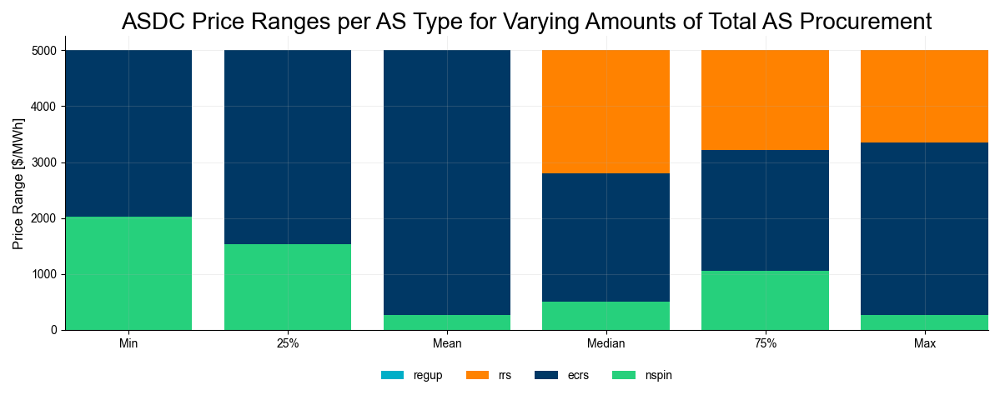 ASDC Price Ranges per AS Type for Varying Amounts of Total AS Procurement
Price Range [$/MWh]
5000
4000
3000
2000
1000
0
Min 25% Mean Median 75% Max
regup rrs ecrs nspin